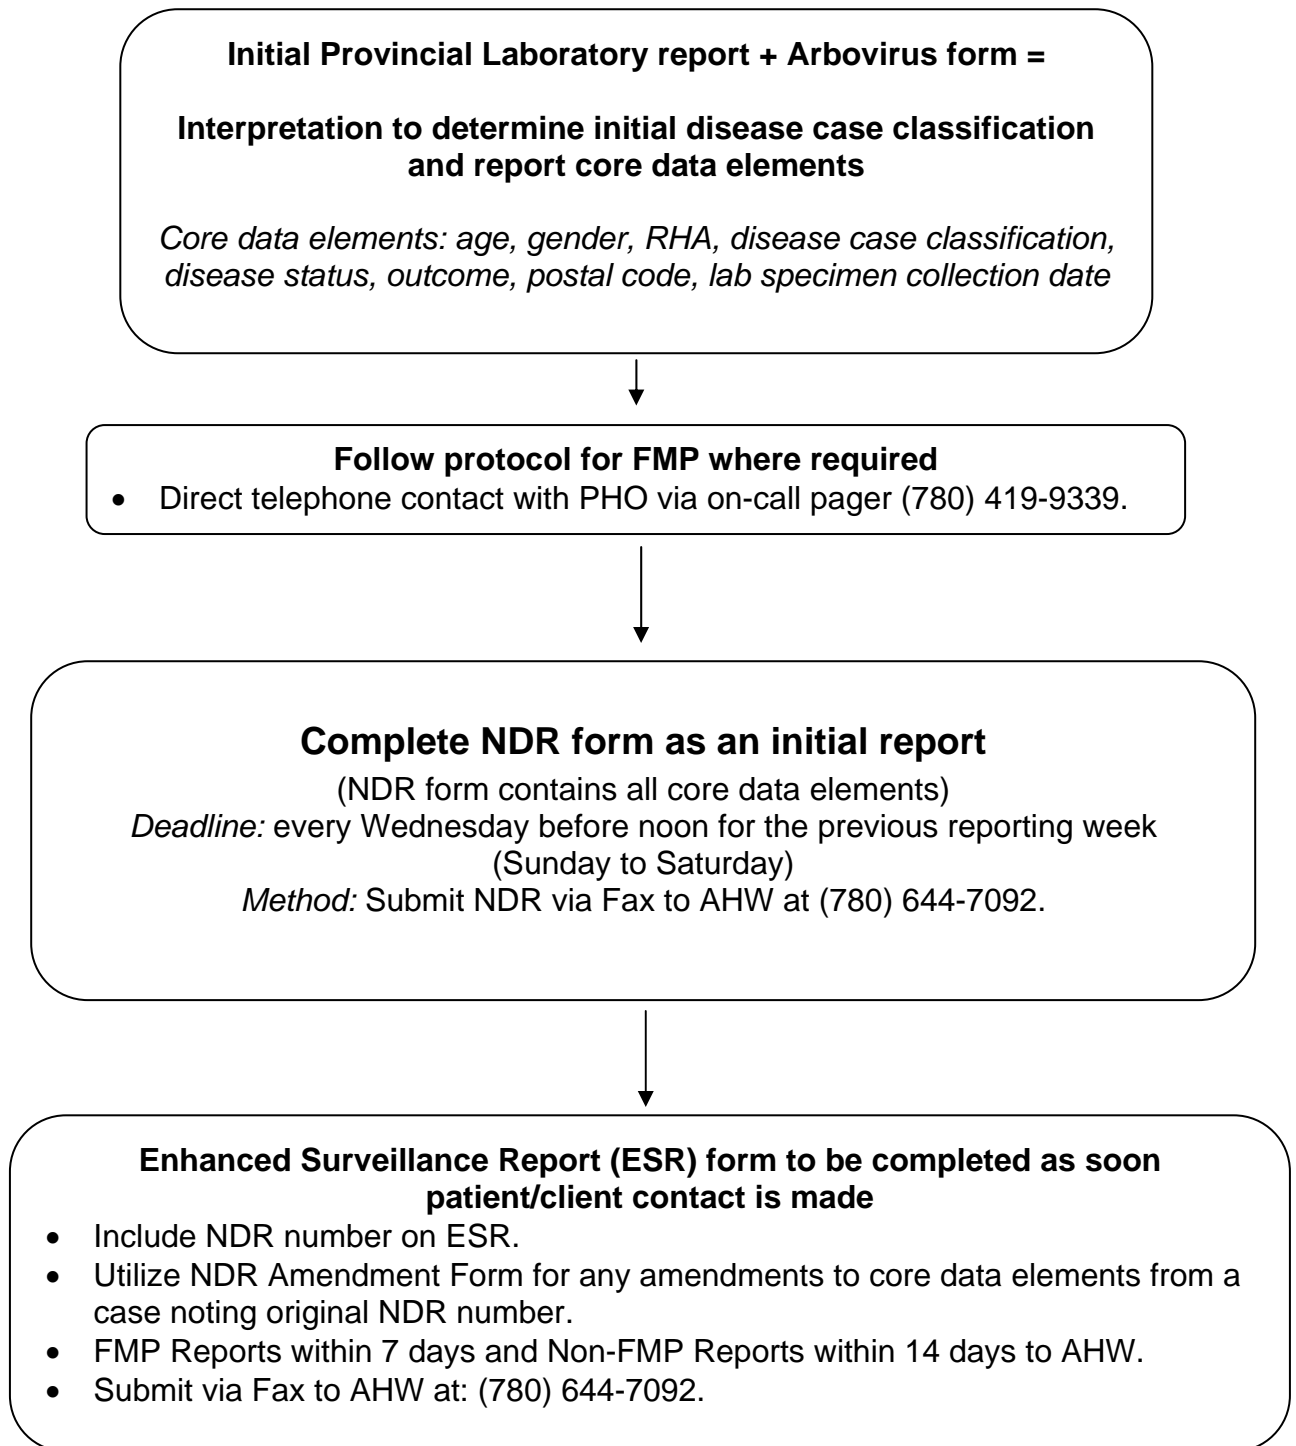 Initial Provincial Laboratory report + Arbovirus form =
Interpretation to determine initial disease case classification
and report core data elements
Core data elements: age, gender, RHA, disease case classification,
disease status, outcome, postal code, lab specimen collection date
Follow protocol for FMP where required
• Direct telephone contact with PHO via on-call pager (780) 419-9339.
Complete NDR form as an initial report
(NDR form contains all core data elements)
Deadline: every Wednesday before noon for the previous reporting week
(Sunday to Saturday)
Method: Submit NDR via Fax to AHW at (780) 644-7092.
Enhanced Surveillance Report (ESR) form to be completed as soon
patient/client contact is made
• Include NDR number on ESR.
• Utilize NDR Amendment Form for any amendments to core data elements from a
case noting original NDR number.
• FMP Reports within 7 days and Non-FMP Reports within 14 days to AHW.
• Submit via Fax to AHW at: (780) 644-7092.